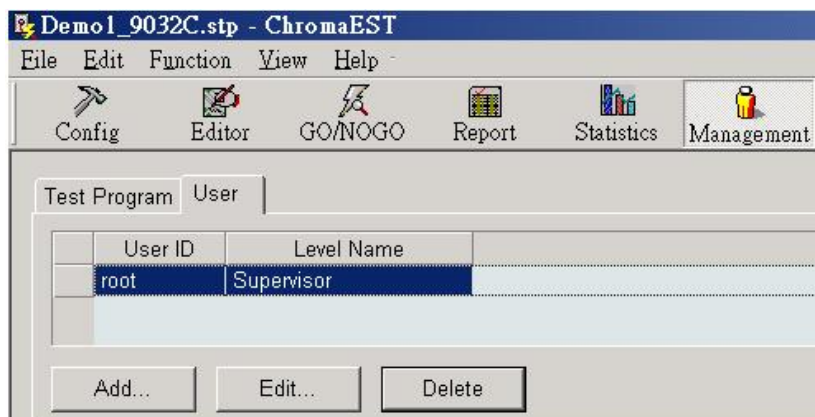 Demo1_9032C.stp - ChromaEST
File Edit Function View Help
Config Editor GO/NOGO Report Statistics Management
Test Program User
User ID Level Name
root Supervisor
Add... Edit... Delete